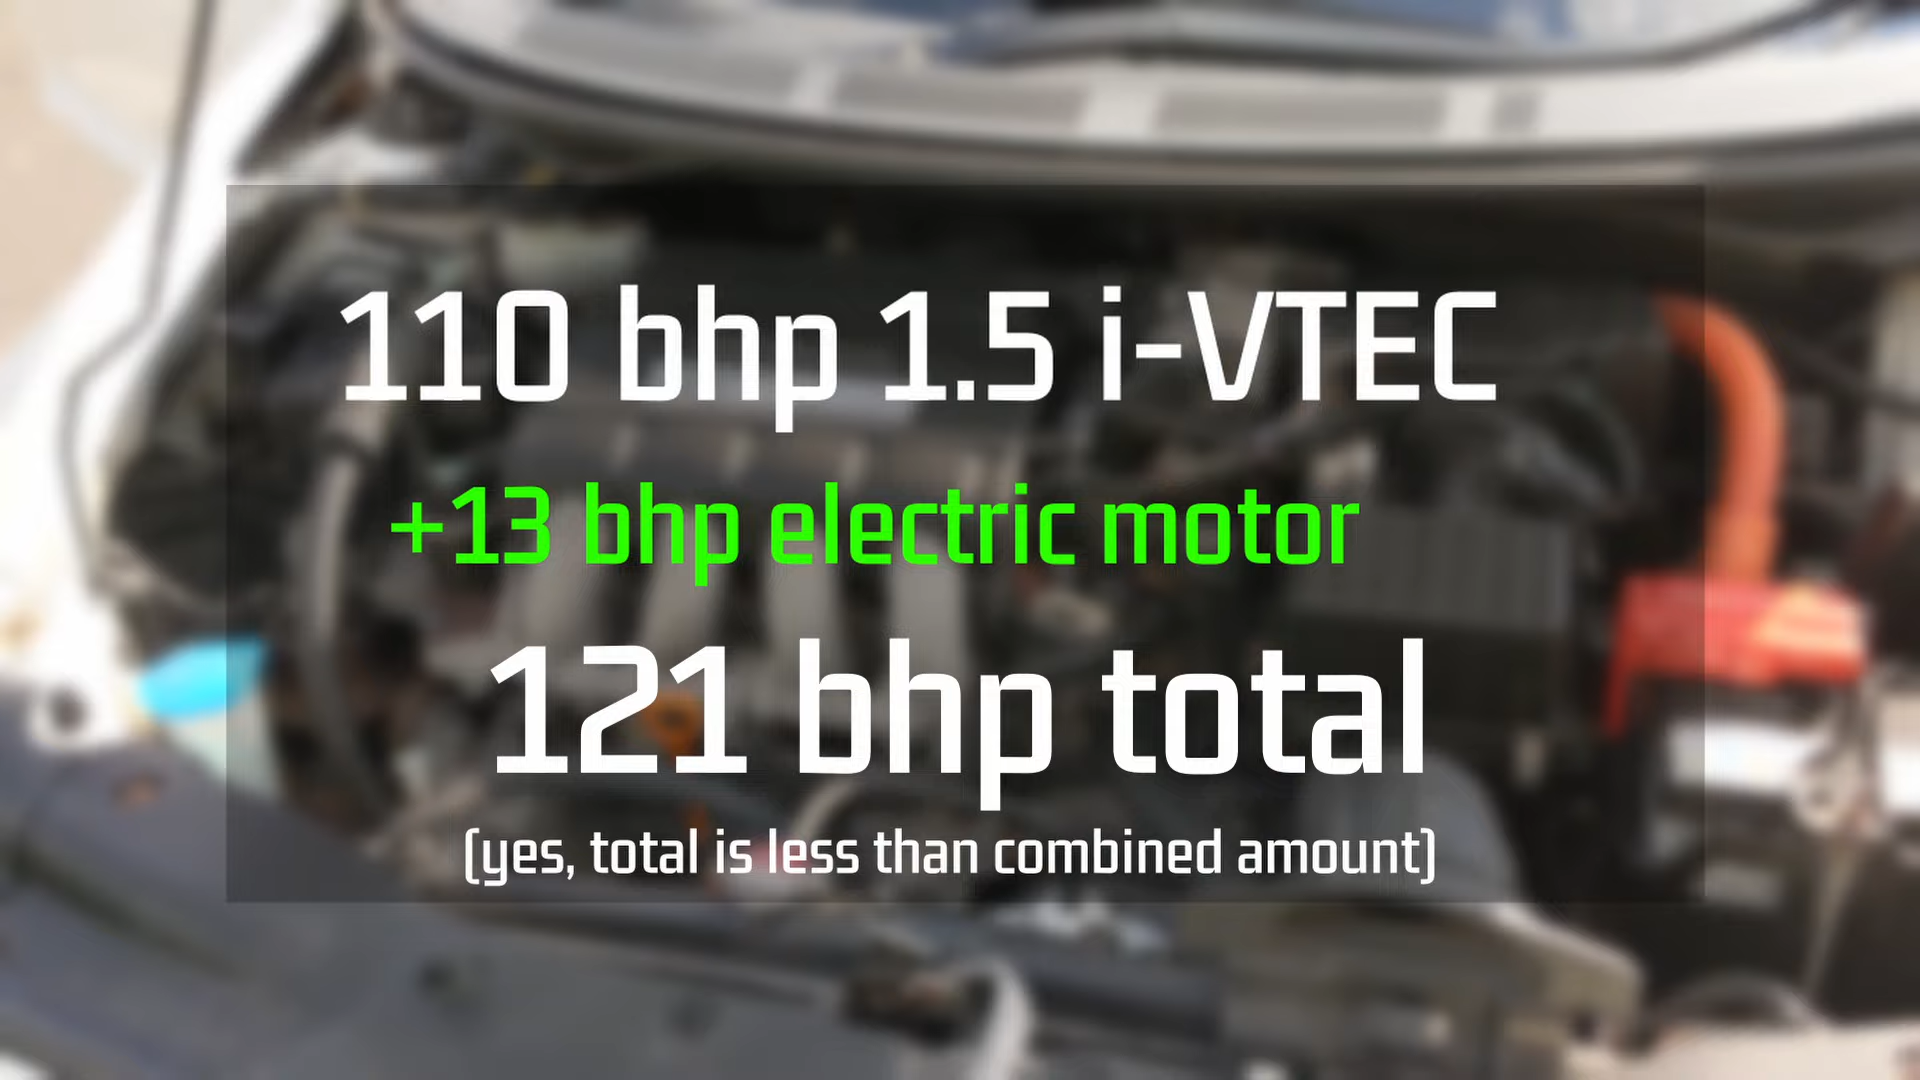 110 bhp 1.5 i-VTEC
+13 bhp electric motor
121 bhp total
(yes, total is less than combined amount)